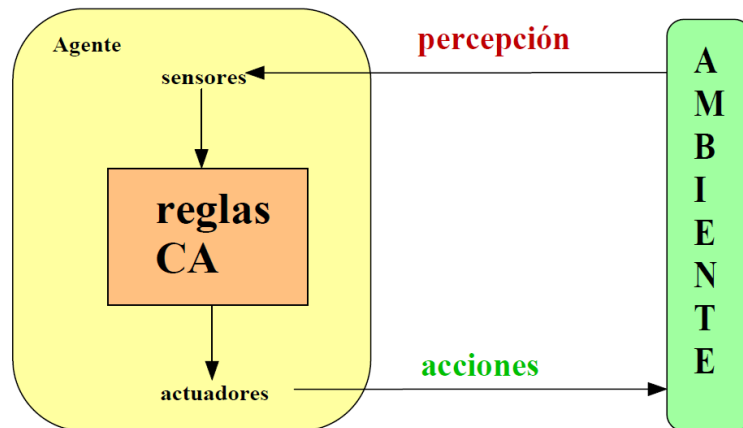 percepción
Agente
sensores
reglas
CA
acciones
actuadores
A
M
B
I
E
N
T
E